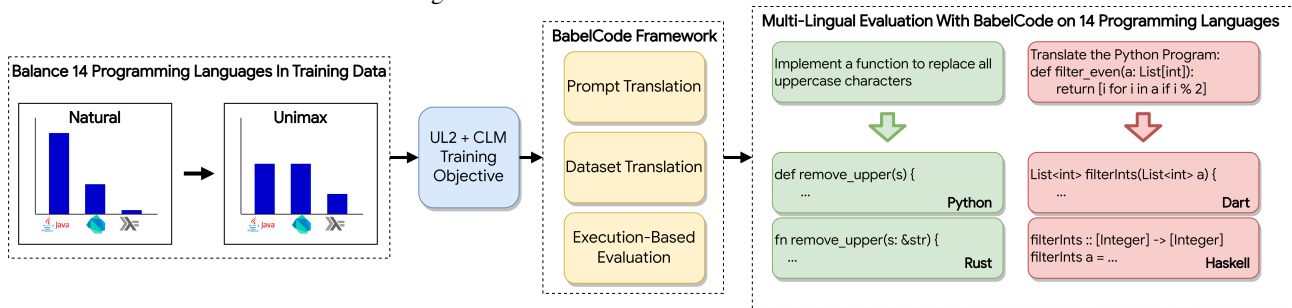 Balance 14 Programming Languages In Training Data
Natural
Java
Unimax
Java
UL2 + CLM
Training
Objective
BabelCode Framework
Prompt Translation
Dataset Translation
Execution-Based
Evaluation
Multi-Lingual Evaluation With BabelCode on 14 Programming Languages
Implement a function to replace all
uppercase characters
def remove_upper(s) {
...
Python
fn remove_upper(s: &str) {
...
Rust
Translate the Python Program:
def filter_even(a: List[int]):
return [i for i in a if i % 2]
List<int> filterInts(List<int> a) {
...
Dart
filterInts :: [Integer] -> [Integer]
filterInts a = ...
Haskell